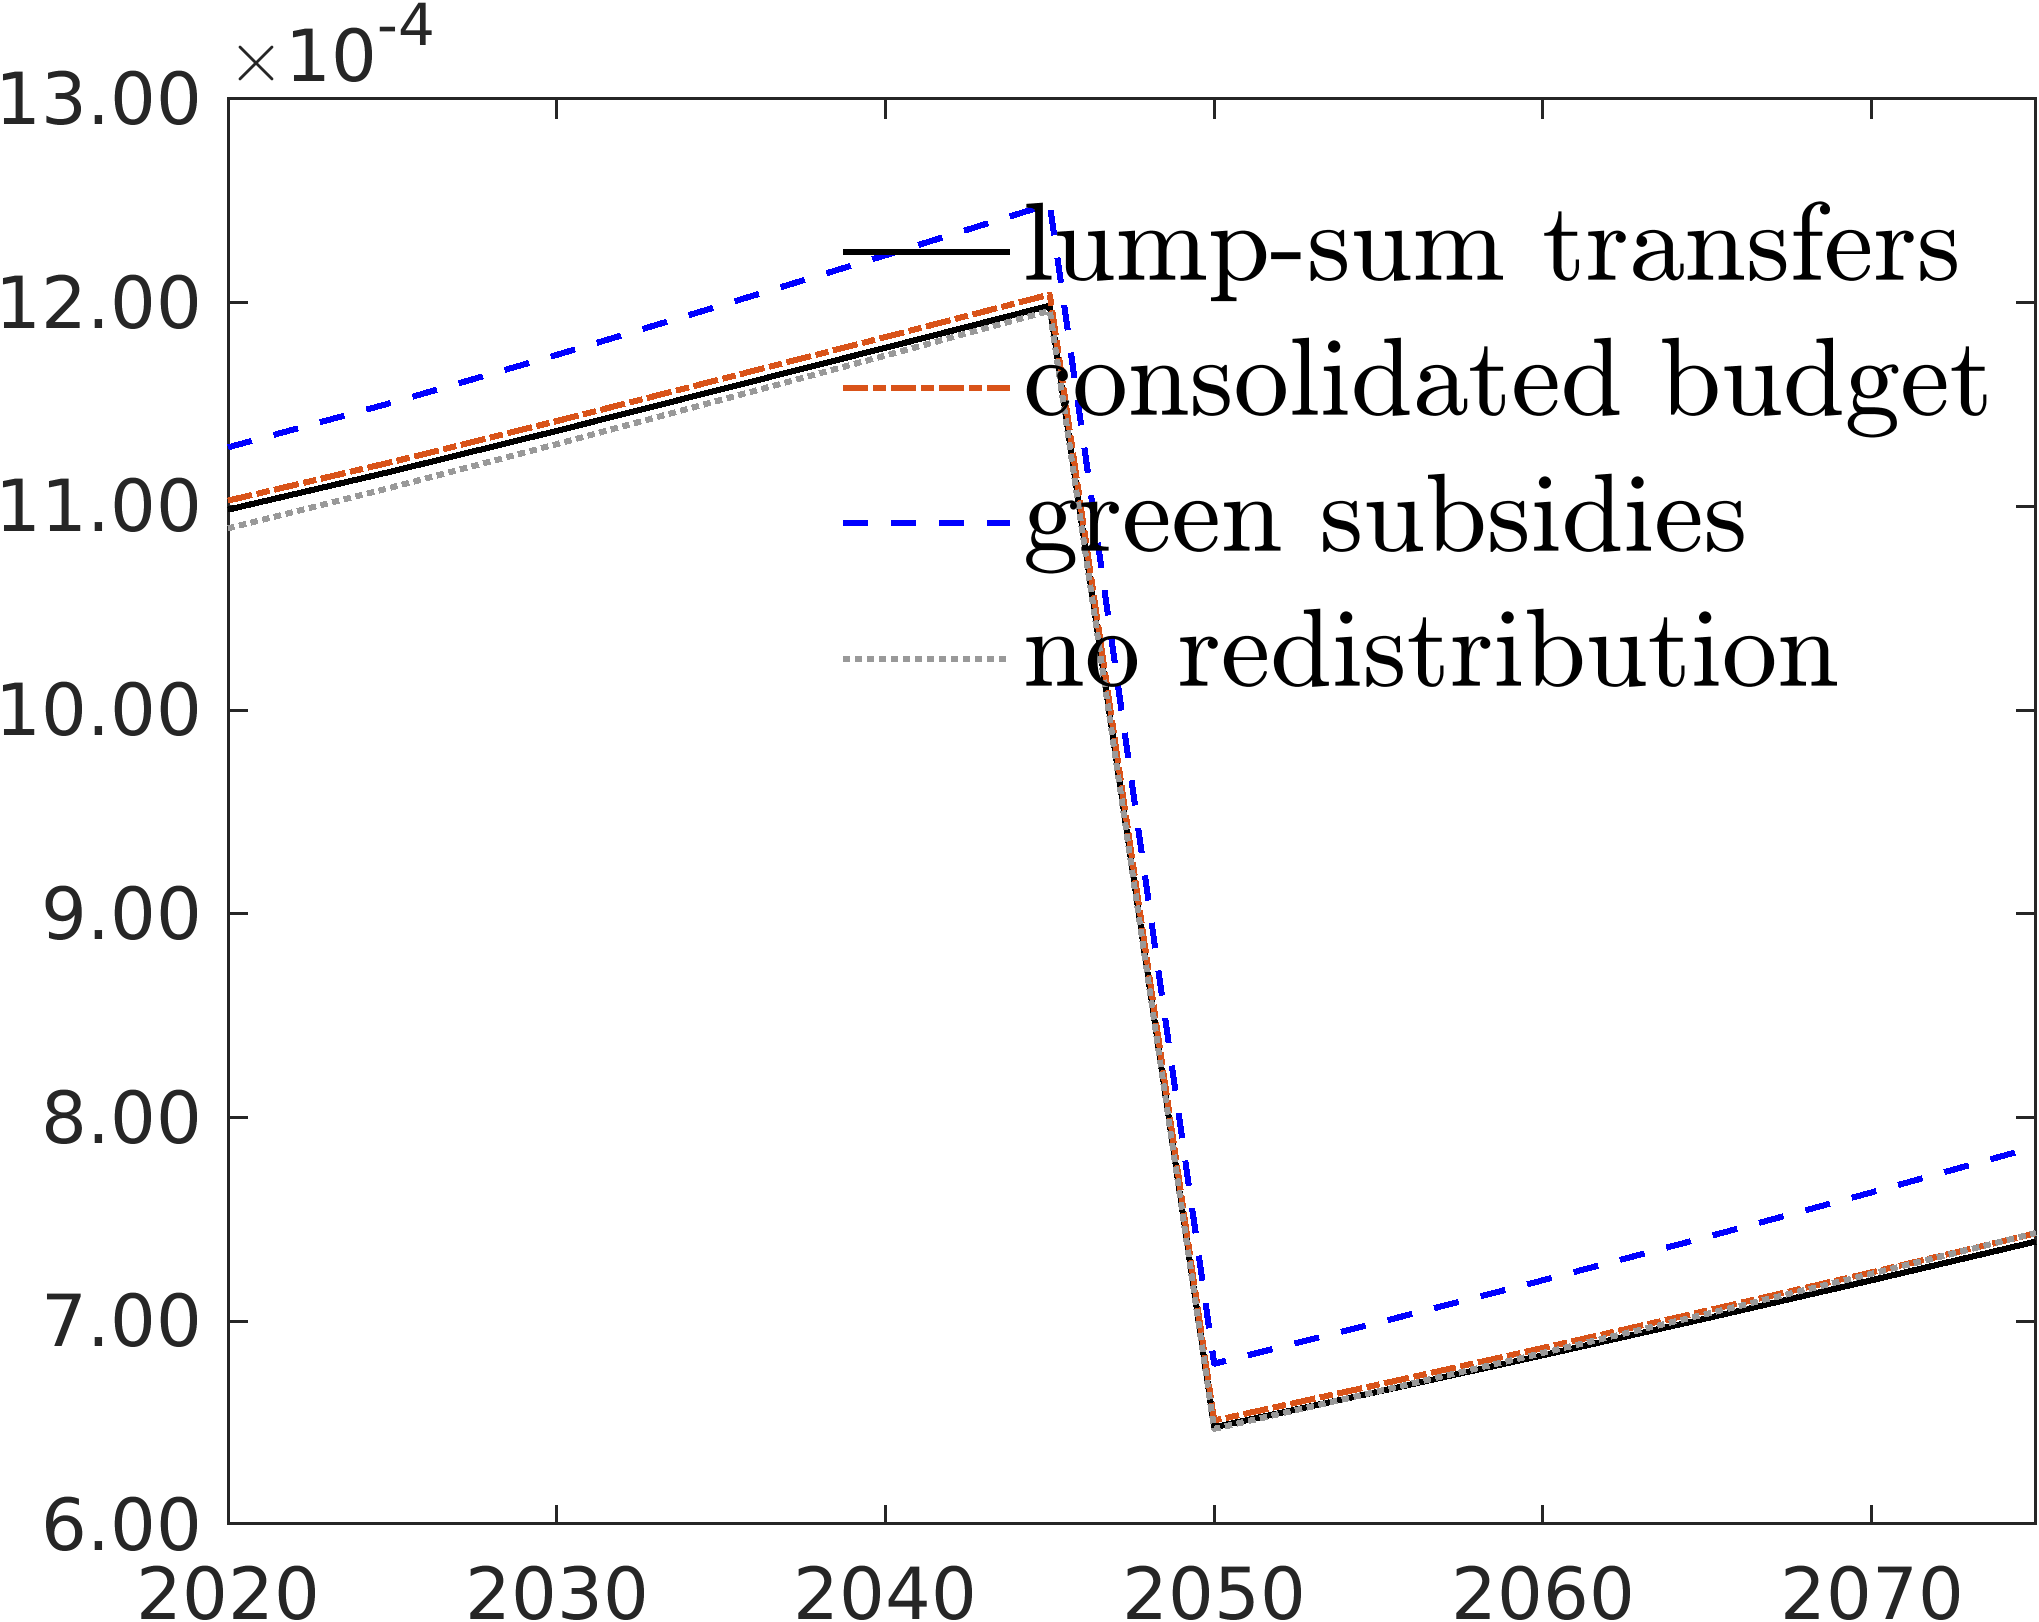 ×10-4
13.00
12.00
11.00
10.00
9.00
8.00
7.00
6.00
2020 2030 2040 2050 2060 2070
lump-sum transfers
consolidated budget
green subsidies
no redistribution